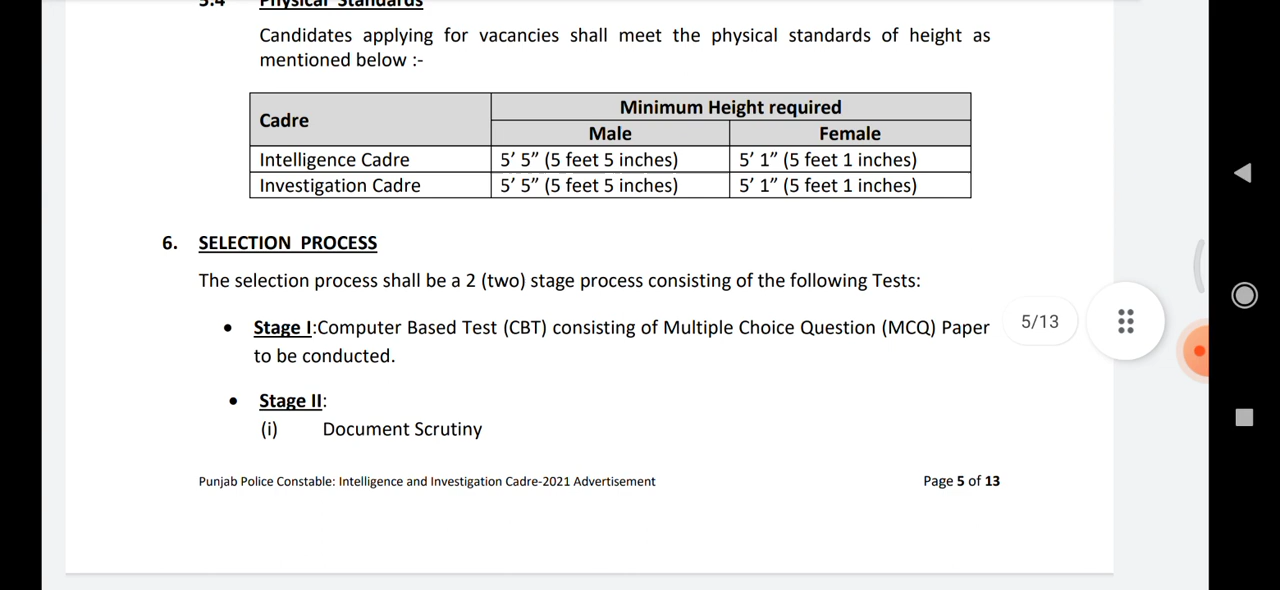 5.4 Physical Standards
Candidates applying for vacancies shall meet the physical standards of height as
mentioned below :-
Cadre
Minimum Height required
Male Female
Intelligence Cadre 5’ 5” (5 feet 5 inches) 5’ 1” (5 feet 1 inches)
Investigation Cadre 5’ 5” (5 feet 5 inches) 5’ 1” (5 feet 1 inches)
6. SELECTION PROCESS
The selection process shall be a 2 (two) stage process consisting of the following Tests:
• Stage I:Computer Based Test (CBT) consisting of Multiple Choice Question (MCQ) Paper
to be conducted.
5/13
• Stage II:
(i) Document Scrutiny
Punjab Police Constable: Intelligence and Investigation Cadre-2021 Advertisement Page 5 of 13